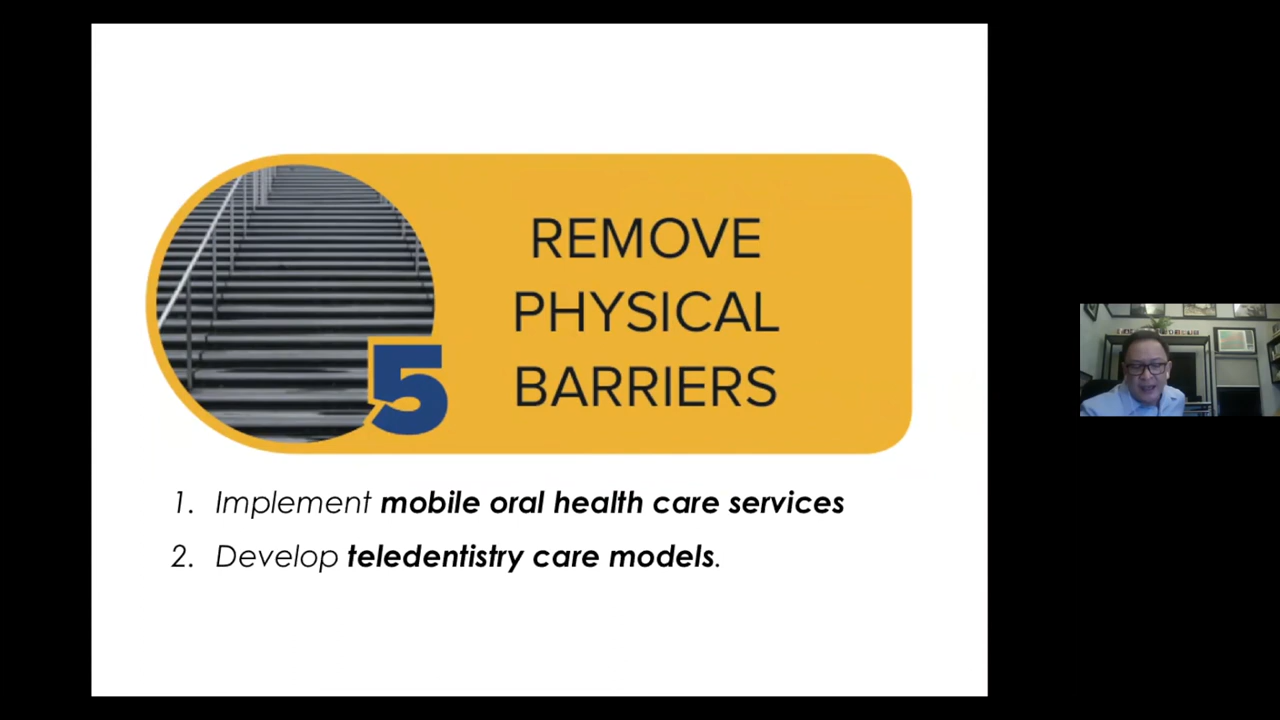 REMOVE
PHYSICAL
BARRIERS
5
1. Implement mobile oral health care services
2. Develop teledentistry care models.